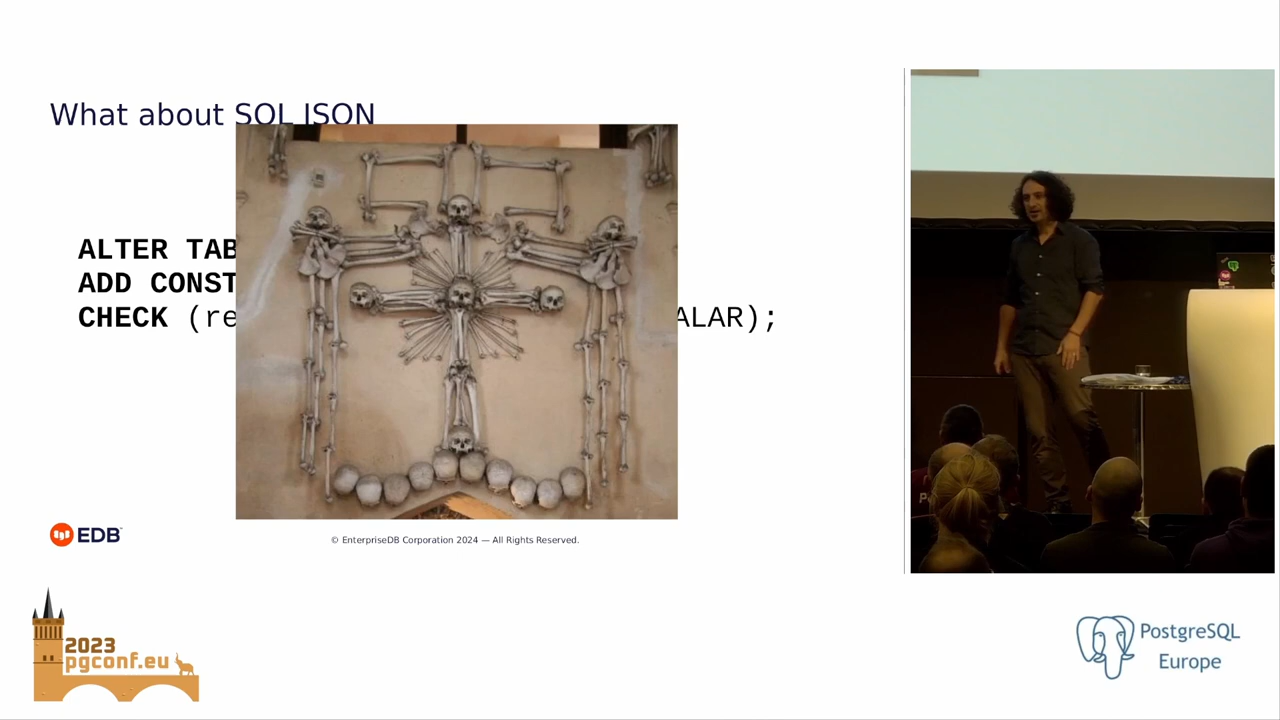 What about SQL JSON
ALTER TAB
ADD CONST
CHECK (re ALAR);
EDB
© EnterpriseDB Corporation 2024 — All Rights Reserved.
2023
pgconf.eu
PostgreSQL
Europe